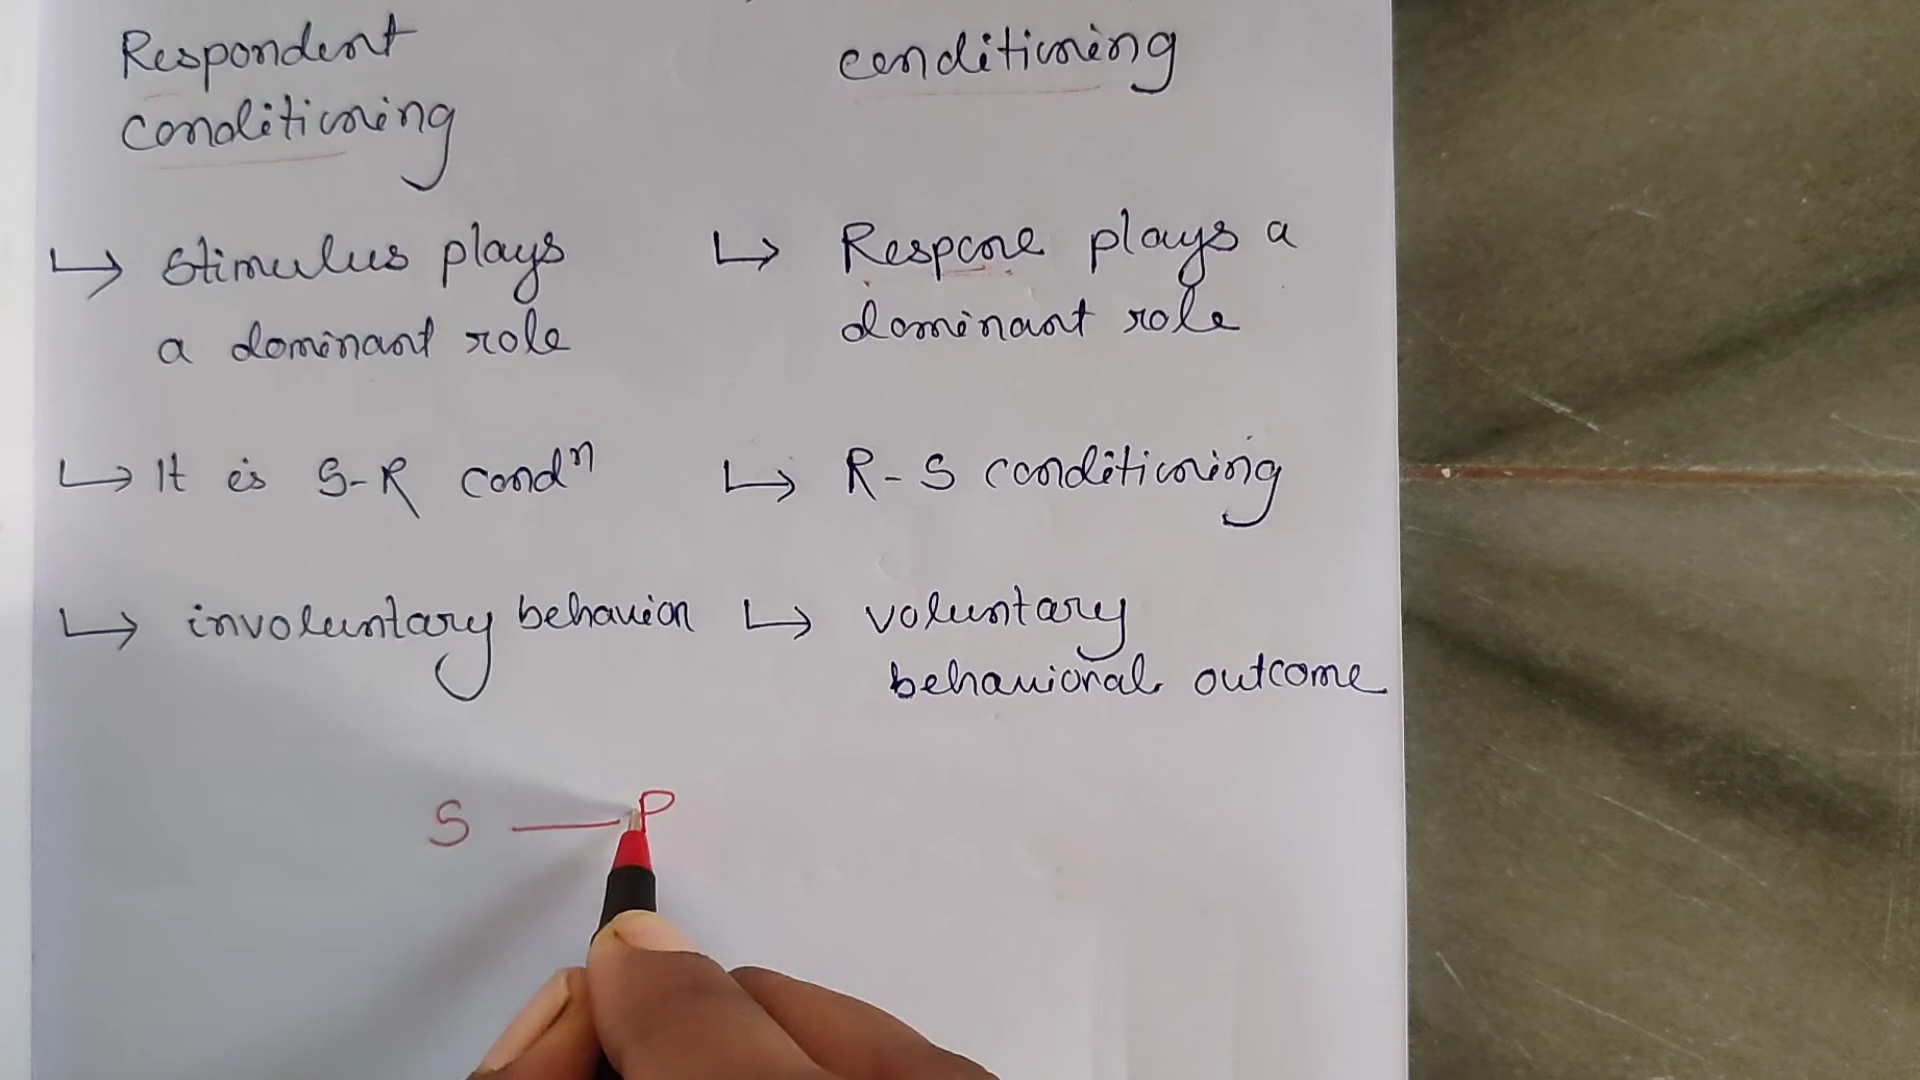 Respondent
conditioning
conditioning
↳ Stimulus plays
a dominant role
↳ Respone plays a
dominant role
↳ It is S-R condⁿ
↳ R-S conditioning
↳ involuntary behavior
↳ voluntary
behavioral outcome
S — P